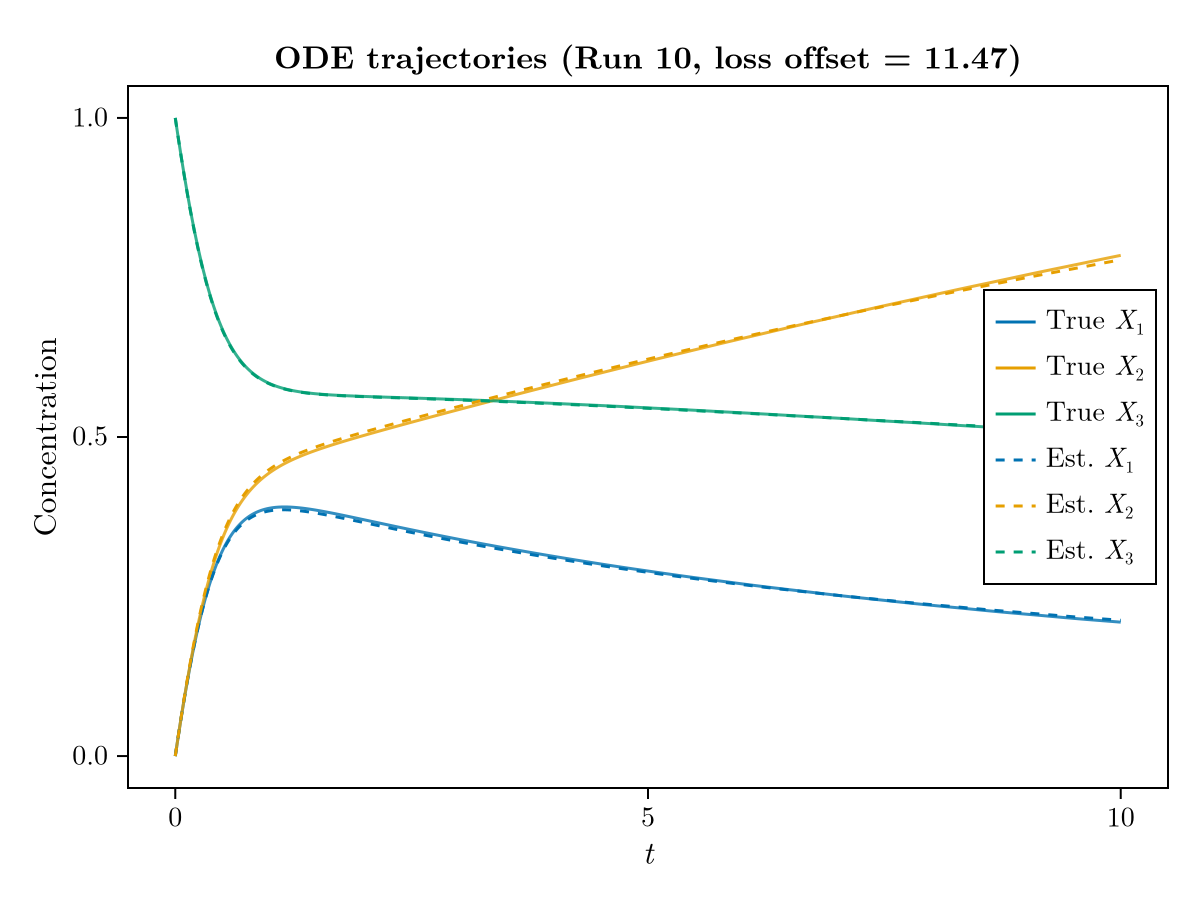 ODE trajectories (Run 10, loss offset = 11.47)
1.0
0.5
0.0
Concentration
0
5
10
t
True X₁
True X₂
True X₃
Est. X₁
Est. X₂
Est. X₃